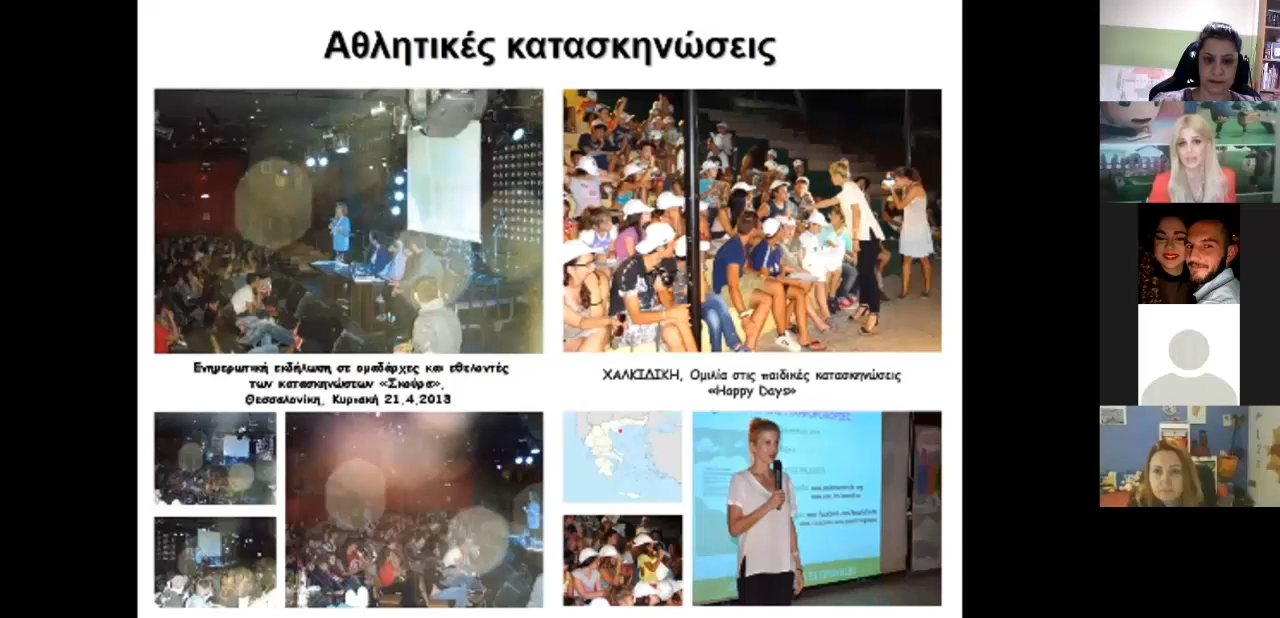 Αθλητικές κατασκηνώσεις
Ενημερωτική εκδήλωση σε ομαδάρχες και εθελοντές
των κατασκηνώσεων «Σκούρα»,
Θεσσαλονίκη, Κυριακή 21.4.2013
ΧΑΛΚΙΔΙΚΗ, Ομιλία στις παιδικές κατασκηνώσεις
«Happy Days»